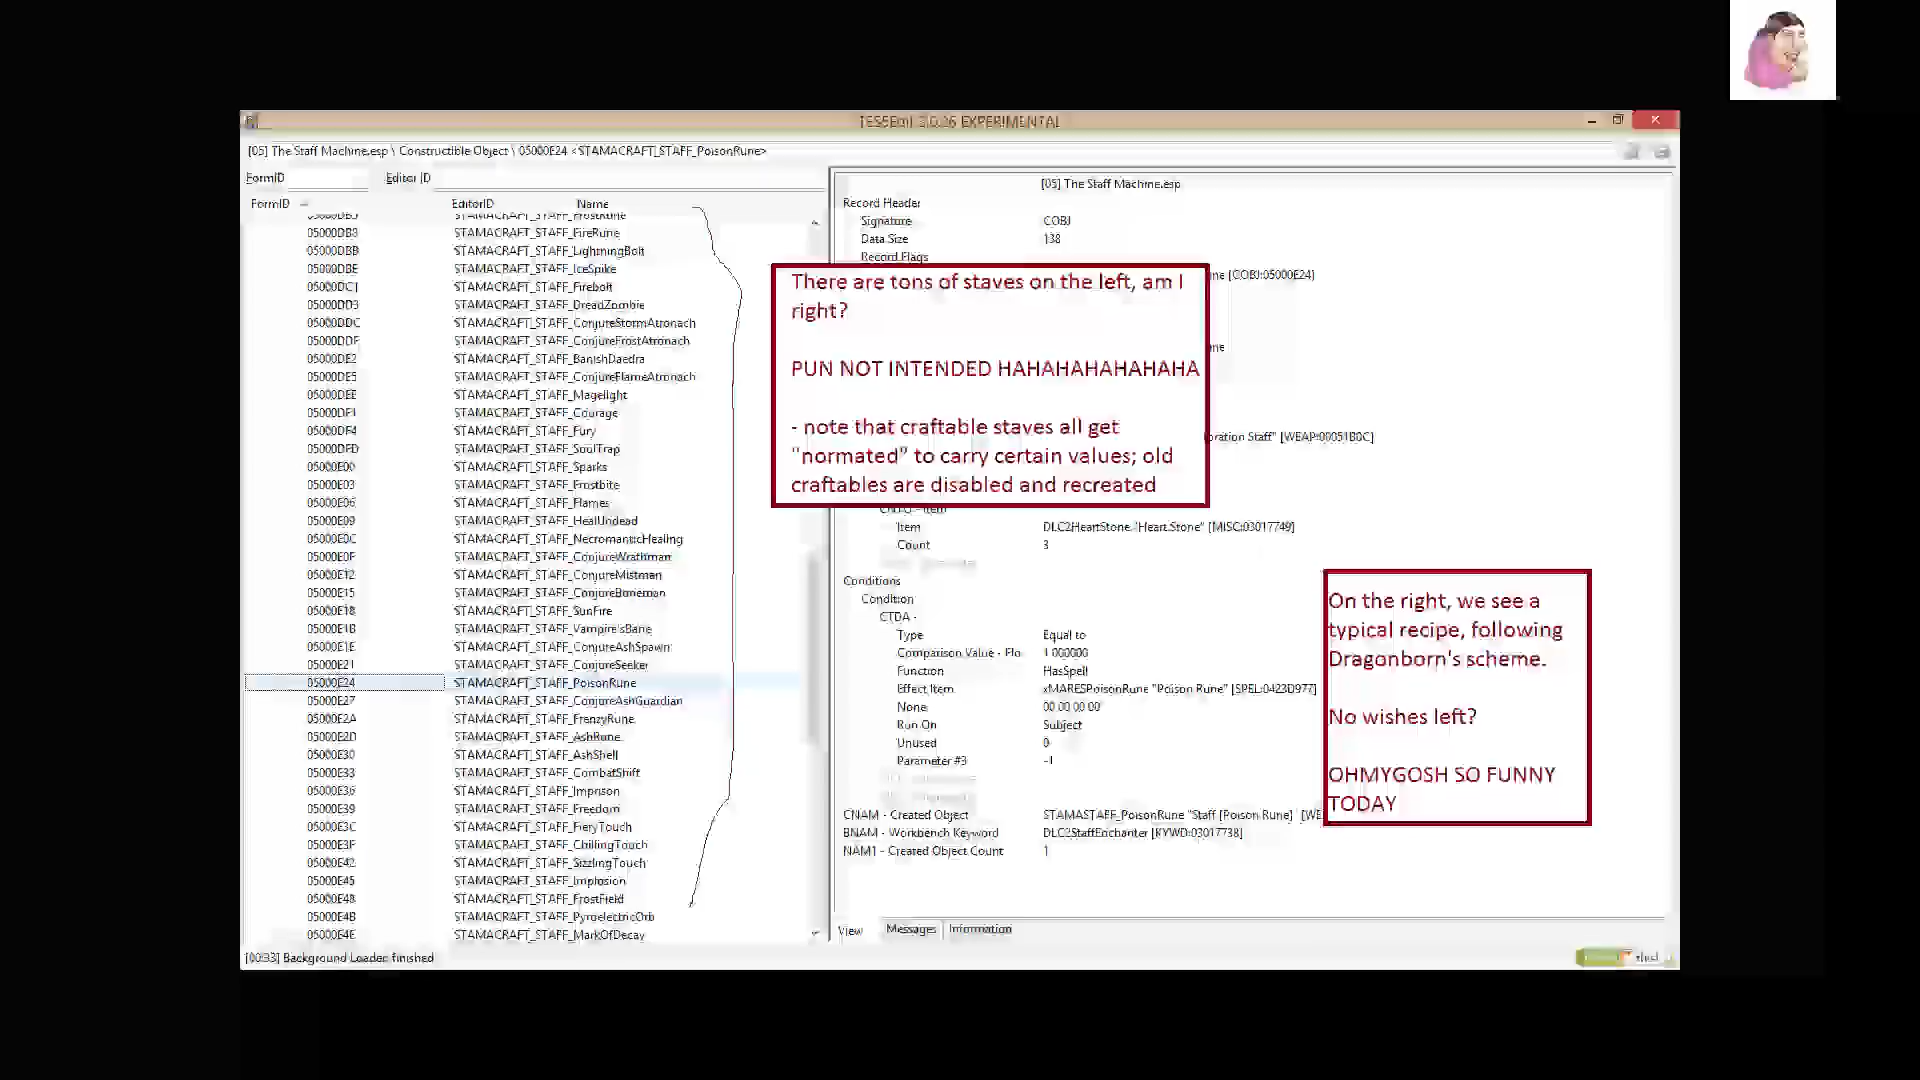 TES5Edit 3.0.26 EXPERIMENTAL
[05] The Staff Machine.esp \ Constructible Object \ 05000E24 <STAMACRAFT_STAFF_PoisonRune>
FormID Editor ID
FormID EditorID Name
STAMACRAFT_STAFF_FrostRune
05000DB8 STAMACRAFT_STAFF_FireRune
05000DBB STAMACRAFT_STAFF_LightningBolt
05000DBE STAMACRAFT_STAFF_IceSpike
05000DC1 STAMACRAFT_STAFF_Firebolt
05000DD3 STAMACRAFT_STAFF_DreadZombie
05000DDC STAMACRAFT_STAFF_ConjureStormAtronach
05000DDF STAMACRAFT_STAFF_ConjureFrostAtronach
05000DE2 STAMACRAFT_STAFF_BanishDaedra
05000DE5 STAMACRAFT_STAFF_ConjureFlameAtronach
05000DEE STAMACRAFT_STAFF_Magelight
05000DF1 STAMACRAFT_STAFF_Courage
05000DF4 STAMACRAFT_STAFF_Fury
05000DFD STAMACRAFT_STAFF_SoulTrap
05000E00 STAMACRAFT_STAFF_Sparks
05000E03 STAMACRAFT_STAFF_Frostbite
05000E06 STAMACRAFT_STAFF_Flames
05000E09 STAMACRAFT_STAFF_HealUndead
05000E0C STAMACRAFT_STAFF_NecromanticHealing
05000E0F STAMACRAFT_STAFF_ConjureWrathman
05000E12 STAMACRAFT_STAFF_ConjureMistman
05000E15 STAMACRAFT_STAFF_ConjureBoneman
05000E18 STAMACRAFT_STAFF_SunFire
05000E1B STAMACRAFT_STAFF_Vampire'sBane
05000E1E STAMACRAFT_STAFF_ConjureAshSpawn
05000E21 STAMACRAFT_STAFF_ConjureSeeker
05000E24 STAMACRAFT_STAFF_PoisonRune
05000E27 STAMACRAFT_STAFF_ConjureAshGuardian
05000E2A STAMACRAFT_STAFF_FrenzyRune
05000E2D STAMACRAFT_STAFF_AshRune
05000E30 STAMACRAFT_STAFF_AshShell
05000E33 STAMACRAFT_STAFF_CombatShift
05000E36 STAMACRAFT_STAFF_Imprison
05000E39 STAMACRAFT_STAFF_Freedom
05000E3C STAMACRAFT_STAFF_FieryTouch
05000E3F STAMACRAFT_STAFF_ChillingTouch
05000E42 STAMACRAFT_STAFF_SizzlingTouch
05000E45 STAMACRAFT_STAFF_Implosion
05000E48 STAMACRAFT_STAFF_FrostField
05000E4B STAMACRAFT_STAFF_PyroelectricOrb
05000E4E STAMACRAFT_STAFF_MarkOfDecay
[00:33] Background Loader: finished
[05] The Staff Machine.esp
Record Header
Signature COBJ
Data Size 138
Record Flags
[COBJ:05000E24]
There are tons of staves on the left, am I
right?
PUN NOT INTENDED HAHAHAHAHAHAHA
- note that craftable staves all get
"normated" to carry certain values; old
craftables are disabled and recreated
Staff" [WEAP:00051B0C]
CNTO - Item
Item DLC2HeartStone "Heart Stone" [MISC:03017749]
Count 3
Conditions
Condition
CTDA -
Type Equal to
Comparison Value - Flo 1.000000
Function HasSpell
Effect Item xMARESPoisonRune "Poison Rune" [SPEL:0423D977]
None 00 00 00 00
Run On Subject
Unused 0
Parameter #3 -1
CNAM - Created Object STAMASTAFF_PoisonRune "Staff [Poison Rune]
BNAM - Workbench Keyword DLC2StaffEnchanter [KYWD:03017738]
NAM1 - Created Object Count 1
On the right, we see a
typical recipe, following
Dragonborn's scheme.
No wishes left?
OHMYGOSH SO FUNNY
TODAY
View Messages Information